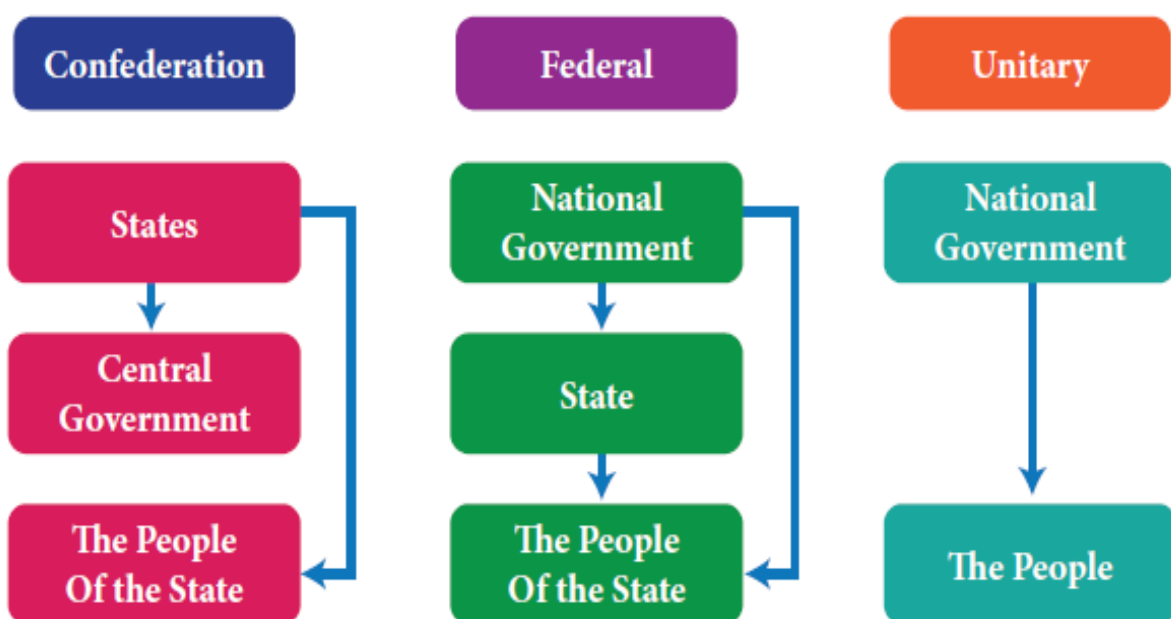 Confederation
Federal
Unitary
States
National
Government
National
Government
Central
Government
State
The People
Of the State
The People
Of the State
The People